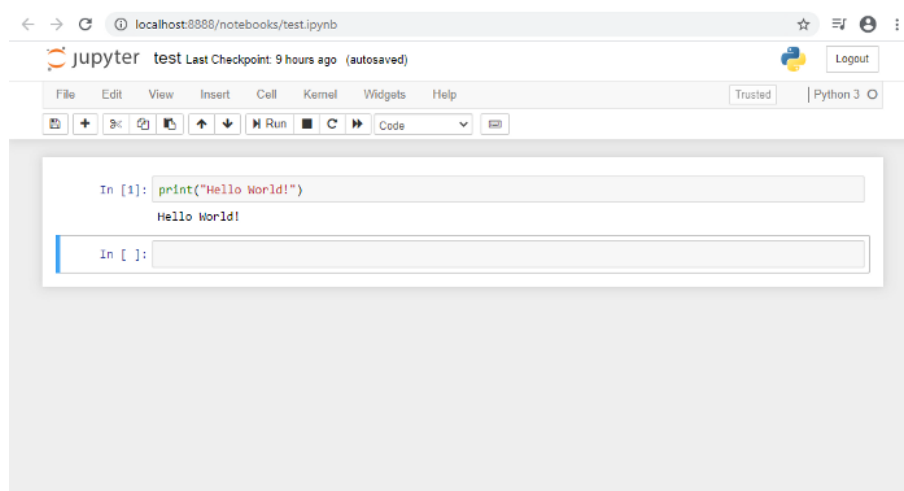 localhost:8888/notebooks/test.ipynb
jupyter test Last Checkpoint: 9 hours ago (autosaved)
Logout
File Edit View Insert Cell Kernel Widgets Help
Trusted
Python 3
Run
Code
In [1]: print("Hello World!")
Hello World!
In [ ]: